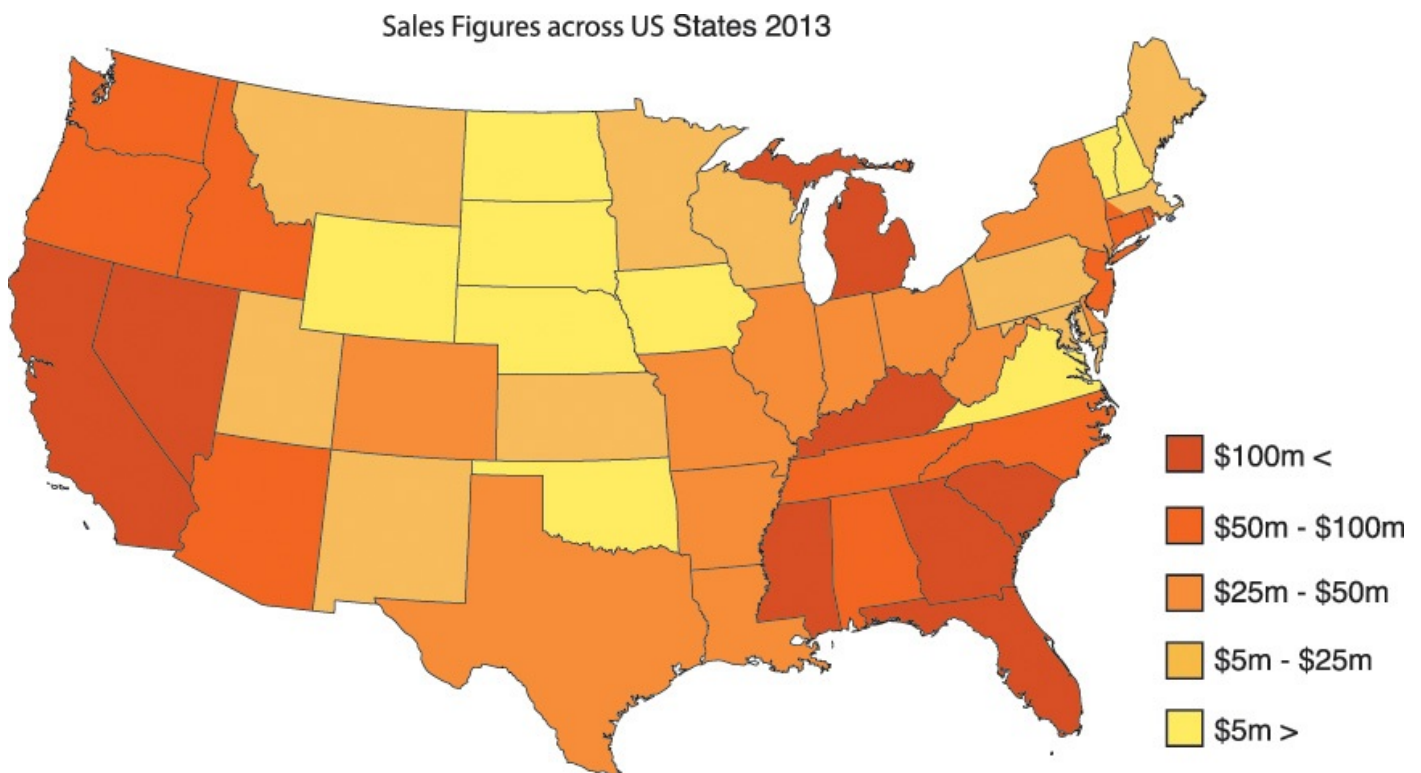 Sales Figures across US States 2013
$100m <
$50m - $100m
$25m - $50m
$5m - $25m
$5m >